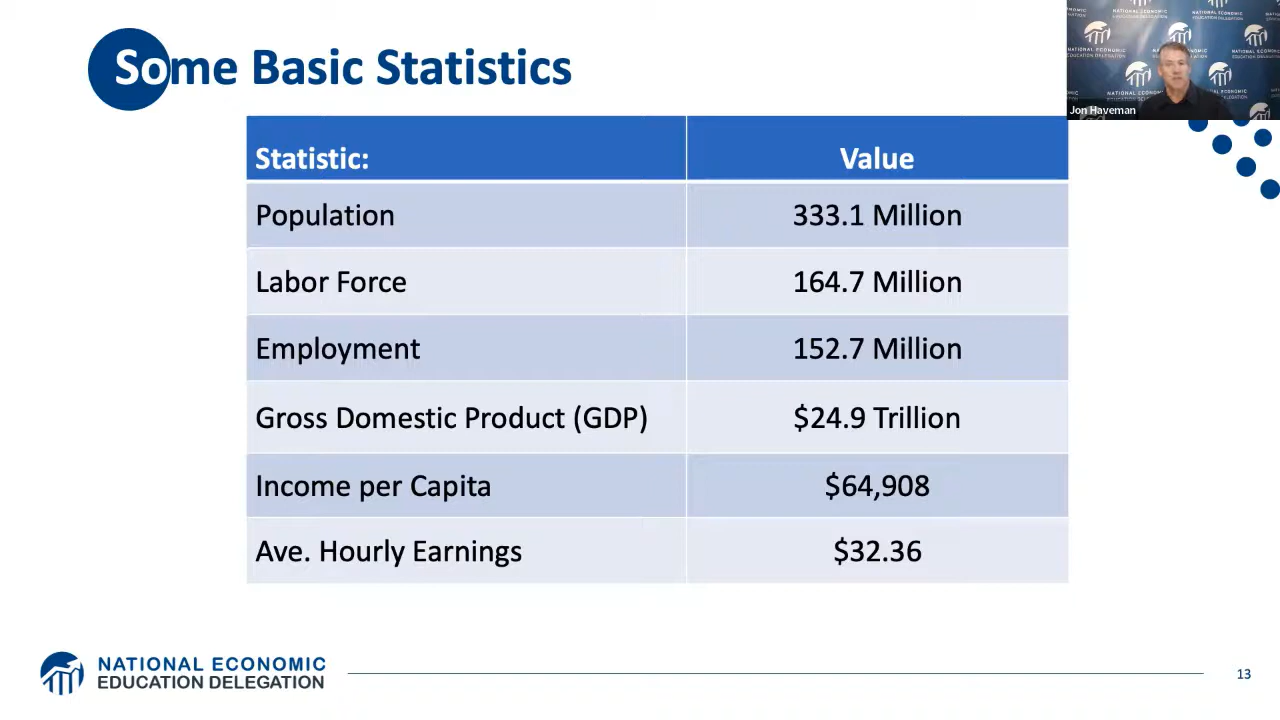 Some Basic Statistics
Jon Haveman
Statistic: Value
Population 333.1 Million
Labor Force 164.7 Million
Employment 152.7 Million
Gross Domestic Product (GDP) $24.9 Trillion
Income per Capita $64,908
Ave. Hourly Earnings $32.36
NATIONAL ECONOMIC
EDUCATION DELEGATION
13